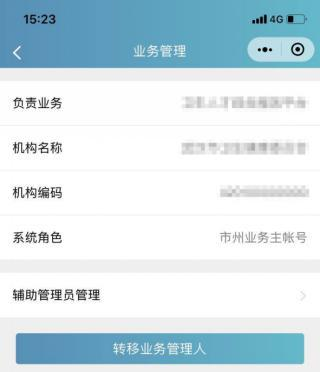 15:23
4G
业务管理
负责业务
机构名称
机构编码
系统角色 市州业务主帐号
辅助管理员管理
转移业务管理人